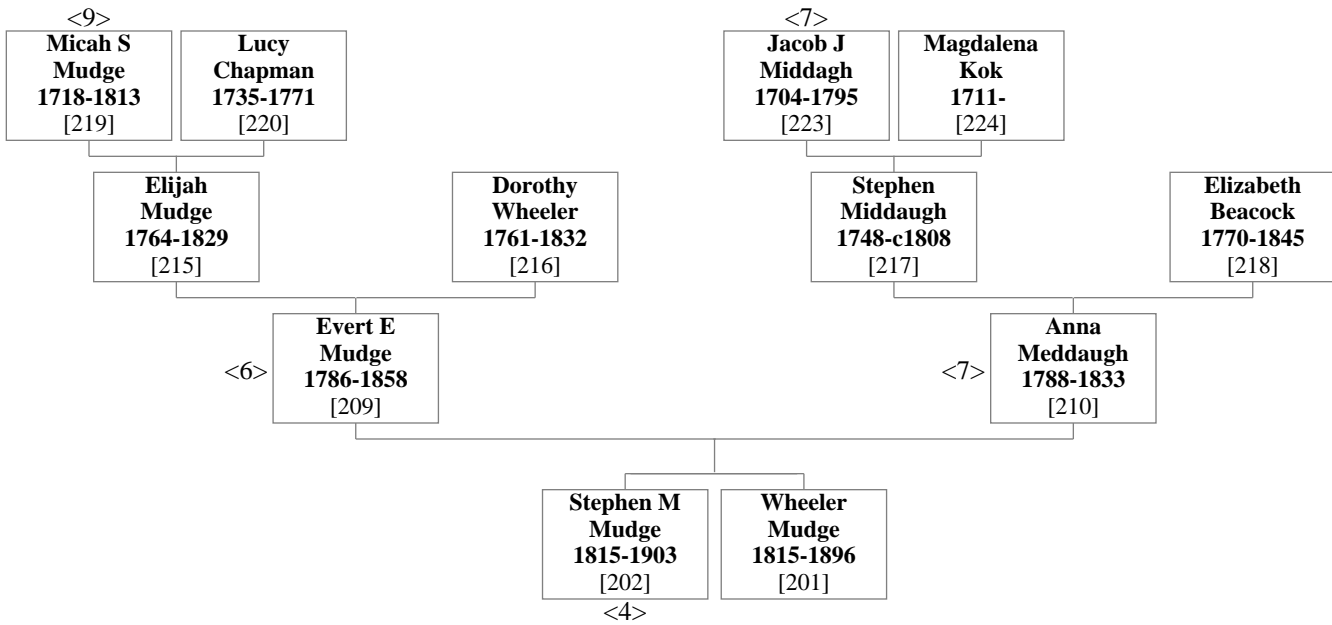 <9>
Micah S
Mudge
1718-1813
[219]
Lucy
Chapman
1735-1771
[220]
<7>
Jacob J
Middagh
1704-1795
[223]
Magdalena
Kok
1711-
[224]
Elijah
Mudge
1764-1829
[215]
Dorothy
Wheeler
1761-1832
[216]
Stephen
Middaugh
1748-c1808
[217]
Elizabeth
Beacock
1770-1845
[218]
<6>
Evert E
Mudge
1786-1858
[209]
<7>
Anna
Meddaugh
1788-1833
[210]
Stephen M
Mudge
1815-1903
[202]
<4>
Wheeler
Mudge
1815-1896
[201]